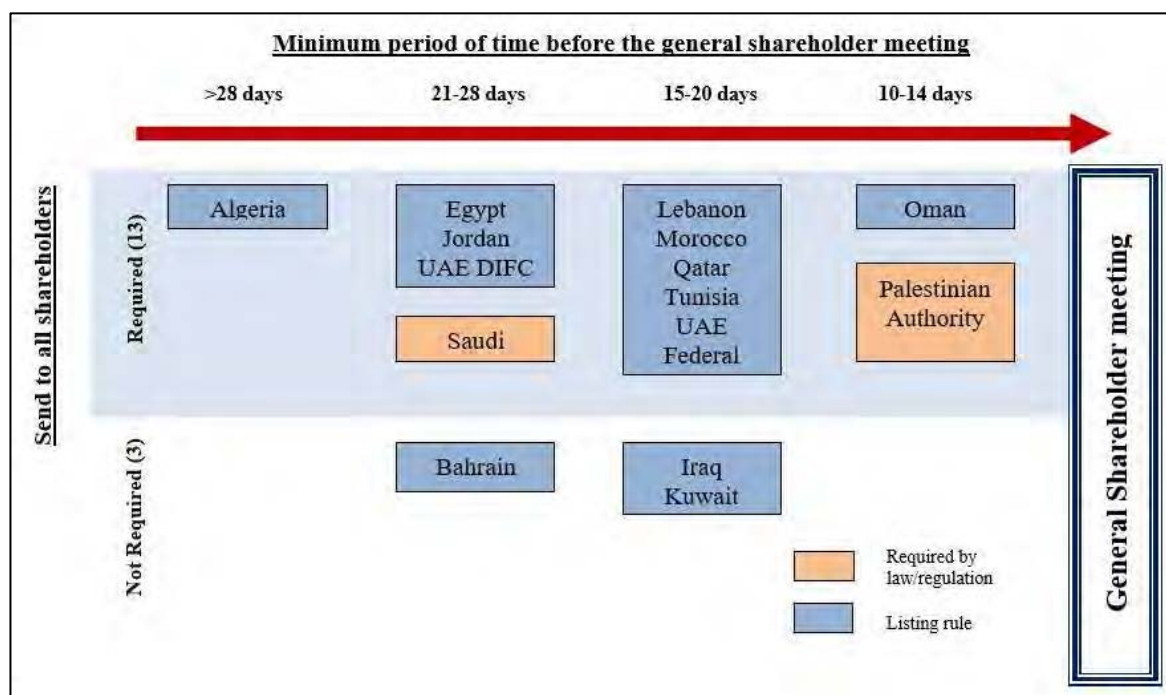 Minimum period of time before the general shareholder meeting
>28 days
21-28 days
15-20 days
10-14 days
Send to all shareholders
Required (13)
Algeria
Egypt
Jordan
UAE DIFC
Saudi
Lebanon
Morocco
Qatar
Tunisia
UAE
Federal
Oman
Palestinian
Authority
Not Required (3)
Bahrain
Iraq
Kuwait
Required by
law/regulation
Listing rule
General Shareholder meeting